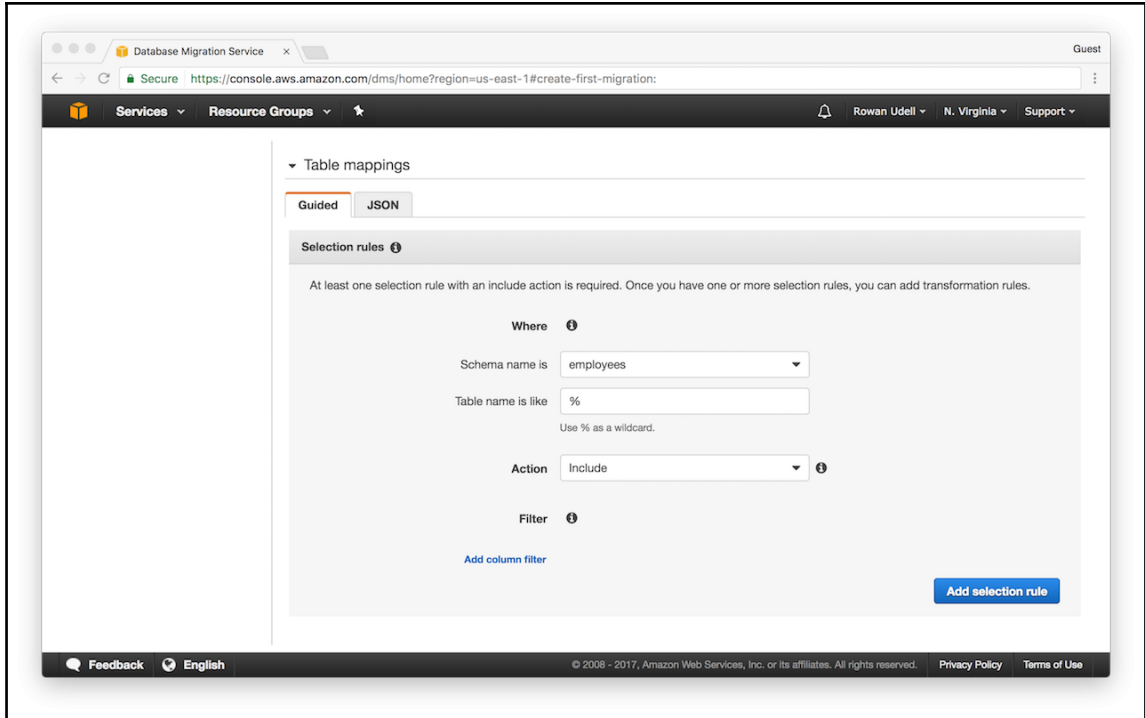 Database Migration Service
Guest
Secure https://console.aws.amazon.com/dms/home?region=us-east-1#create-first-migration:
Services Resource Groups Rowan Udell N. Virginia Support
Table mappings
Guided JSON
Selection rules
At least one selection rule with an include action is required. Once you have one or more selection rules, you can add transformation rules.
Where
Schema name is employees
Table name is like %
Use % as a wildcard.
Action Include
Filter
Add column filter
Add selection rule
Feedback English © 2008 - 2017, Amazon Web Services, Inc. or its affiliates. All rights reserved. Privacy Policy Terms of Use